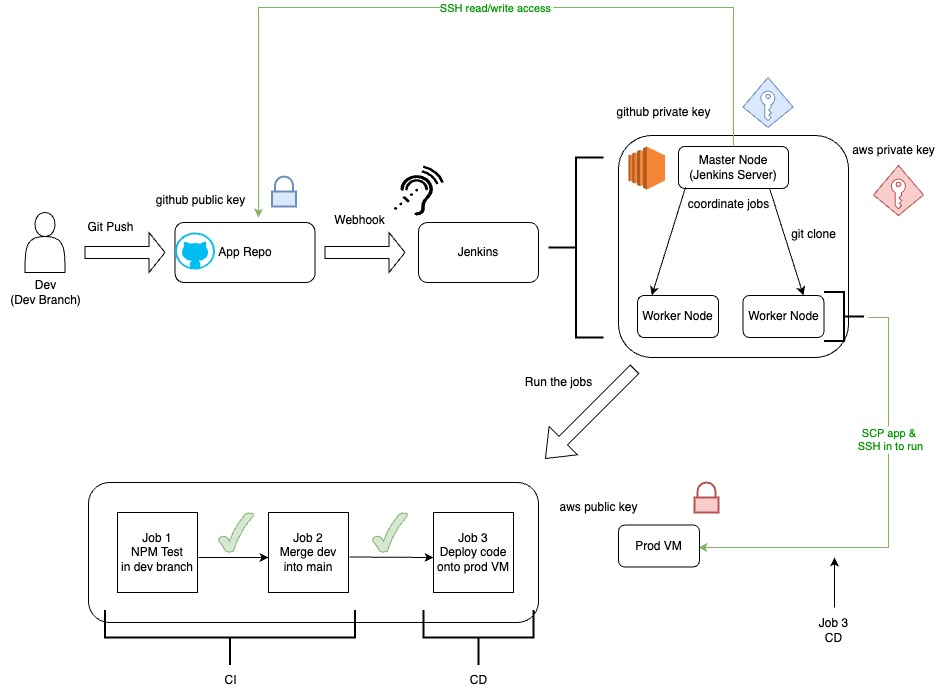 SSH read/write access
github private key
aws private key
Master Node
(Jenkins Server)
github public key
coordinate jobs
Git Push
Webhook
git clone
App Repo
Jenkins
Dev
(Dev Branch)
Worker Node
Worker Node
Run the jobs
SCP app &
SSH in to run
aws public key
Job 1
NPM Test
in dev branch
Job 2
Merge dev
into main
Job 3
Deploy code
onto prod VM
Prod VM
Job 3
CD
CI
CD